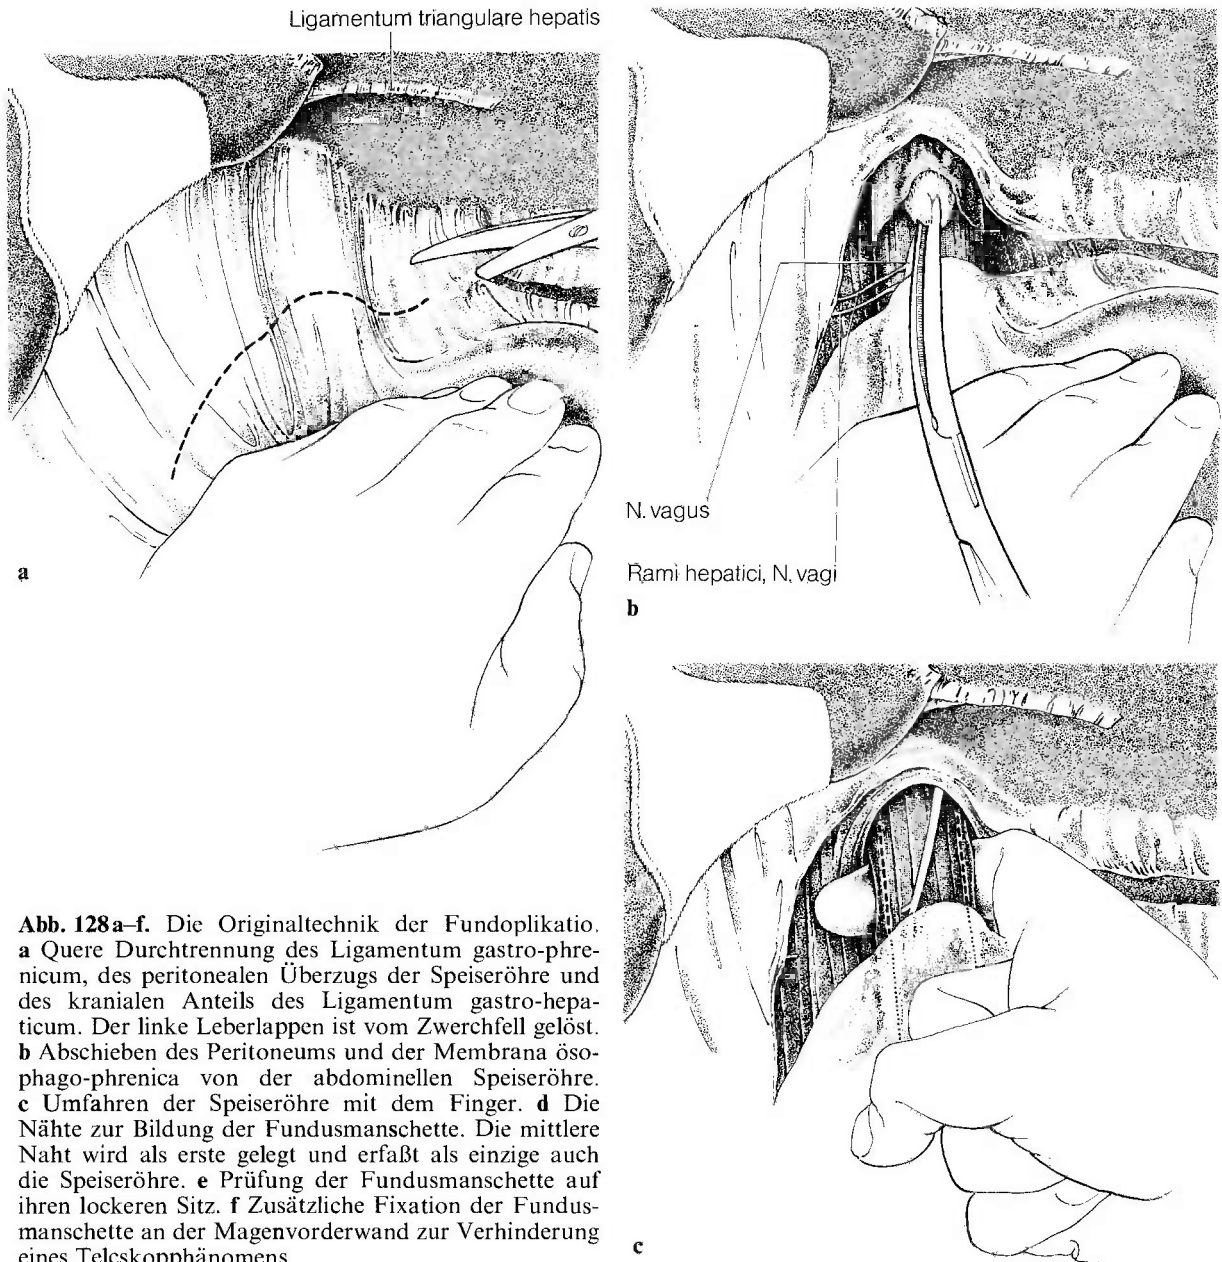 Ligamentum triangulare hepatis
a
N. vagus
Rami hepatici, N. vagi
b
Abb. 128 a–f. Die Originaltechnik der Fundoplikatio.
a Quere Durchtrennung des Ligamentum gastro-phre-
nicum, des peritonealen Überzugs der Speiseröhre und
des kranialen Anteils des Ligamentum gastro-hepa-
ticum. Der linke Leberlappen ist vom Zwerchfell gelöst.
b Abschieben des Peritoneums und der Membrana öso-
phago-phrenica von der abdominellen Speiseröhre.
c Umfahren der Speiseröhre mit dem Finger. d Die
Nähte zur Bildung der Fundusmanschette. Die mittlere
Naht wird als erste gelegt und erfaßt als einzige auch
die Speiseröhre. e Prüfung der Fundusmanschette auf
ihren lockeren Sitz. f Zusätzliche Fixation der Fundus-
manschette an der Magenvorderwand zur Verhinderung
eines Teleskopphänomens
c